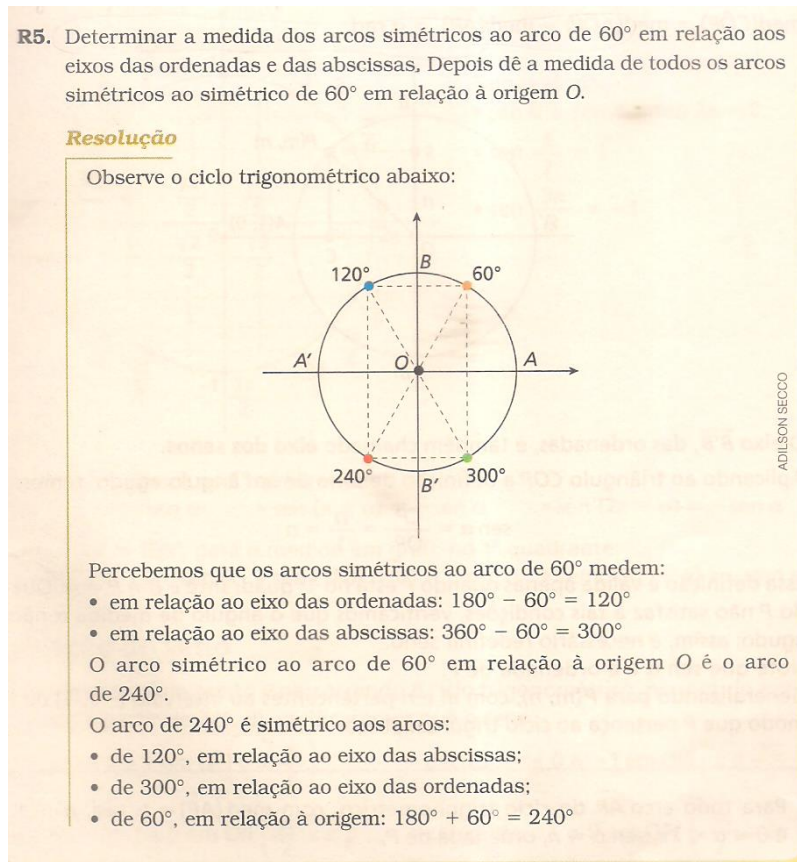 R5. Determinar a medida dos arcos simétricos ao arco de 60° em relação aos
eixos das ordenadas e das abscissas. Depois dê a medida de todos os arcos
simétricos ao simétrico de 60° em relação à origem O.
Resolução
Observe o ciclo trigonométrico abaixo:
120°
B
60°
A'
O
A
240°
B'
300°
ADILSON SECCO
Percebemos que os arcos simétricos ao arco de 60° medem:
• em relação ao eixo das ordenadas: 180° − 60° = 120°
• em relação ao eixo das abscissas: 360° − 60° = 300°
O arco simétrico ao arco de 60° em relação à origem O é o arco
de 240°.
O arco de 240° é simétrico aos arcos:
• de 120°, em relação ao eixo das abscissas;
• de 300°, em relação ao eixo das ordenadas;
• de 60°, em relação à origem: 180° + 60° = 240°